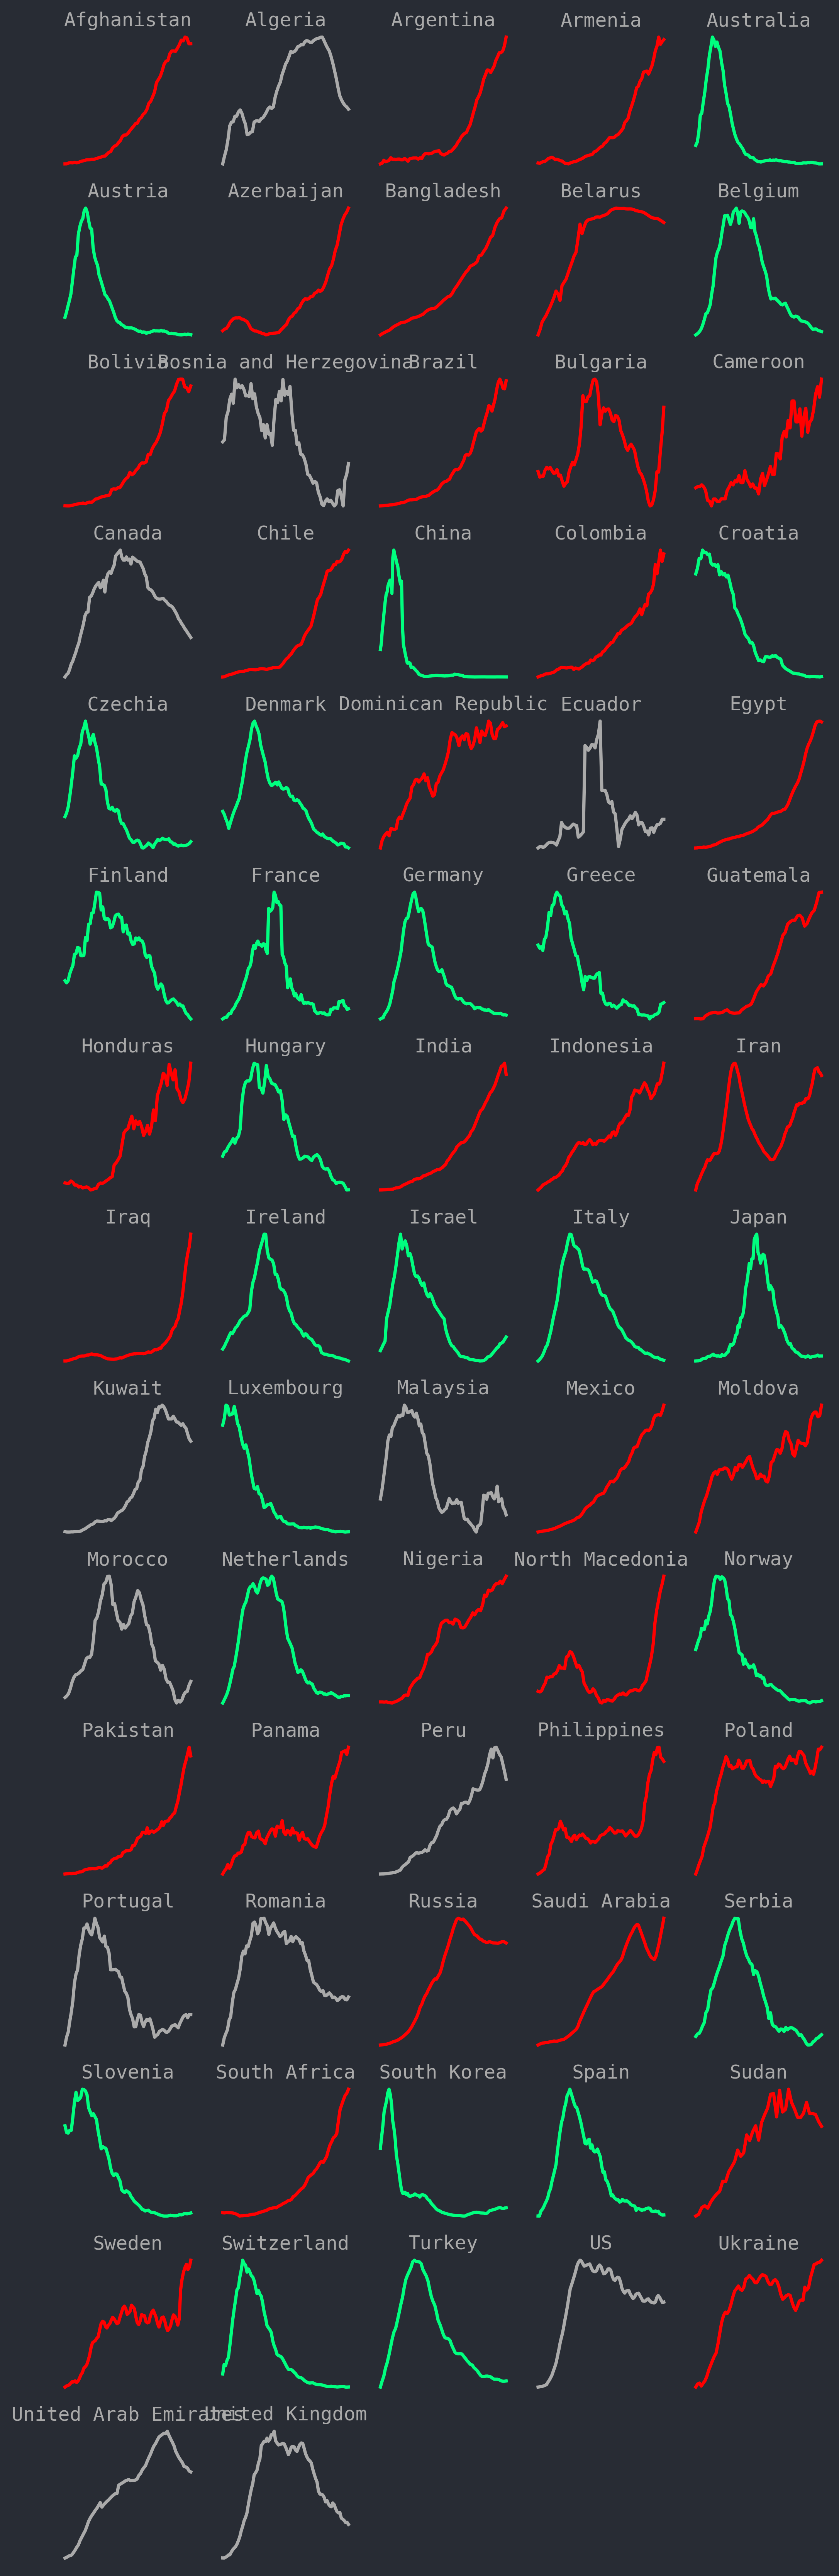 Afghanistan Algeria Argentina Armenia Australia
Austria Azerbaijan Bangladesh Belarus Belgium
Bolivia Bosnia and Herzegovina Brazil Bulgaria Cameroon
Canada Chile China Colombia Croatia
Czechia Denmark Dominican Republic Ecuador Egypt
Finland France Germany Greece Guatemala
Honduras Hungary India Indonesia Iran
Iraq Ireland Israel Italy Japan
Kuwait Luxembourg Malaysia Mexico Moldova
Morocco Netherlands Nigeria North Macedonia Norway
Pakistan Panama Peru Philippines Poland
Portugal Romania Russia Saudi Arabia Serbia
Slovenia South Africa South Korea Spain Sudan
Sweden Switzerland Turkey US Ukraine
United Arab Emirates United Kingdom